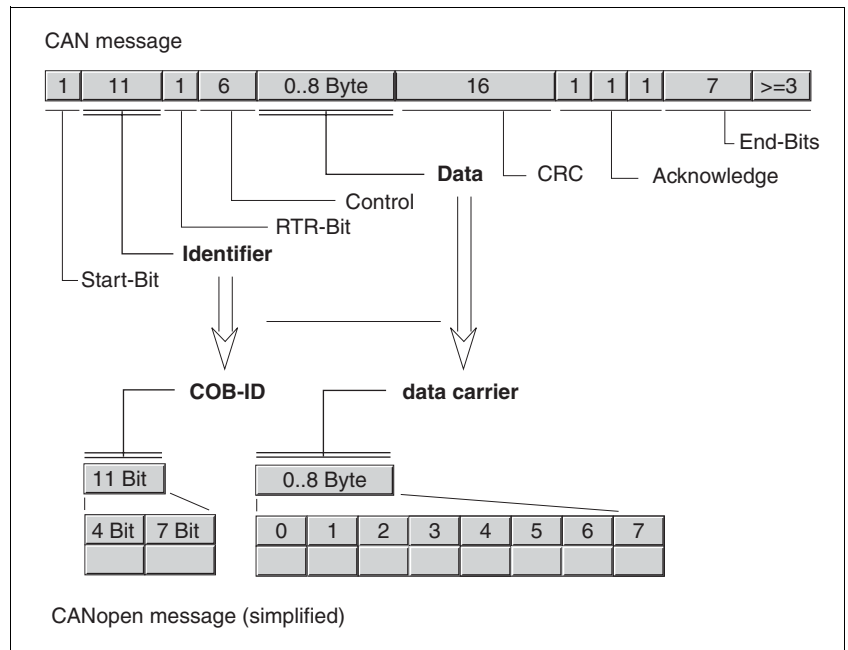 CAN message
1 11 1 6 0..8 Byte 16 1 1 1 7 >=3
End-Bits
Data CRC Acknowledge
Control
RTR-Bit
Identifier
Start-Bit
COB-ID data carrier
11 Bit 0..8 Byte
4 Bit 7 Bit 0 1 2 3 4 5 6 7
CANopen message (simplified)